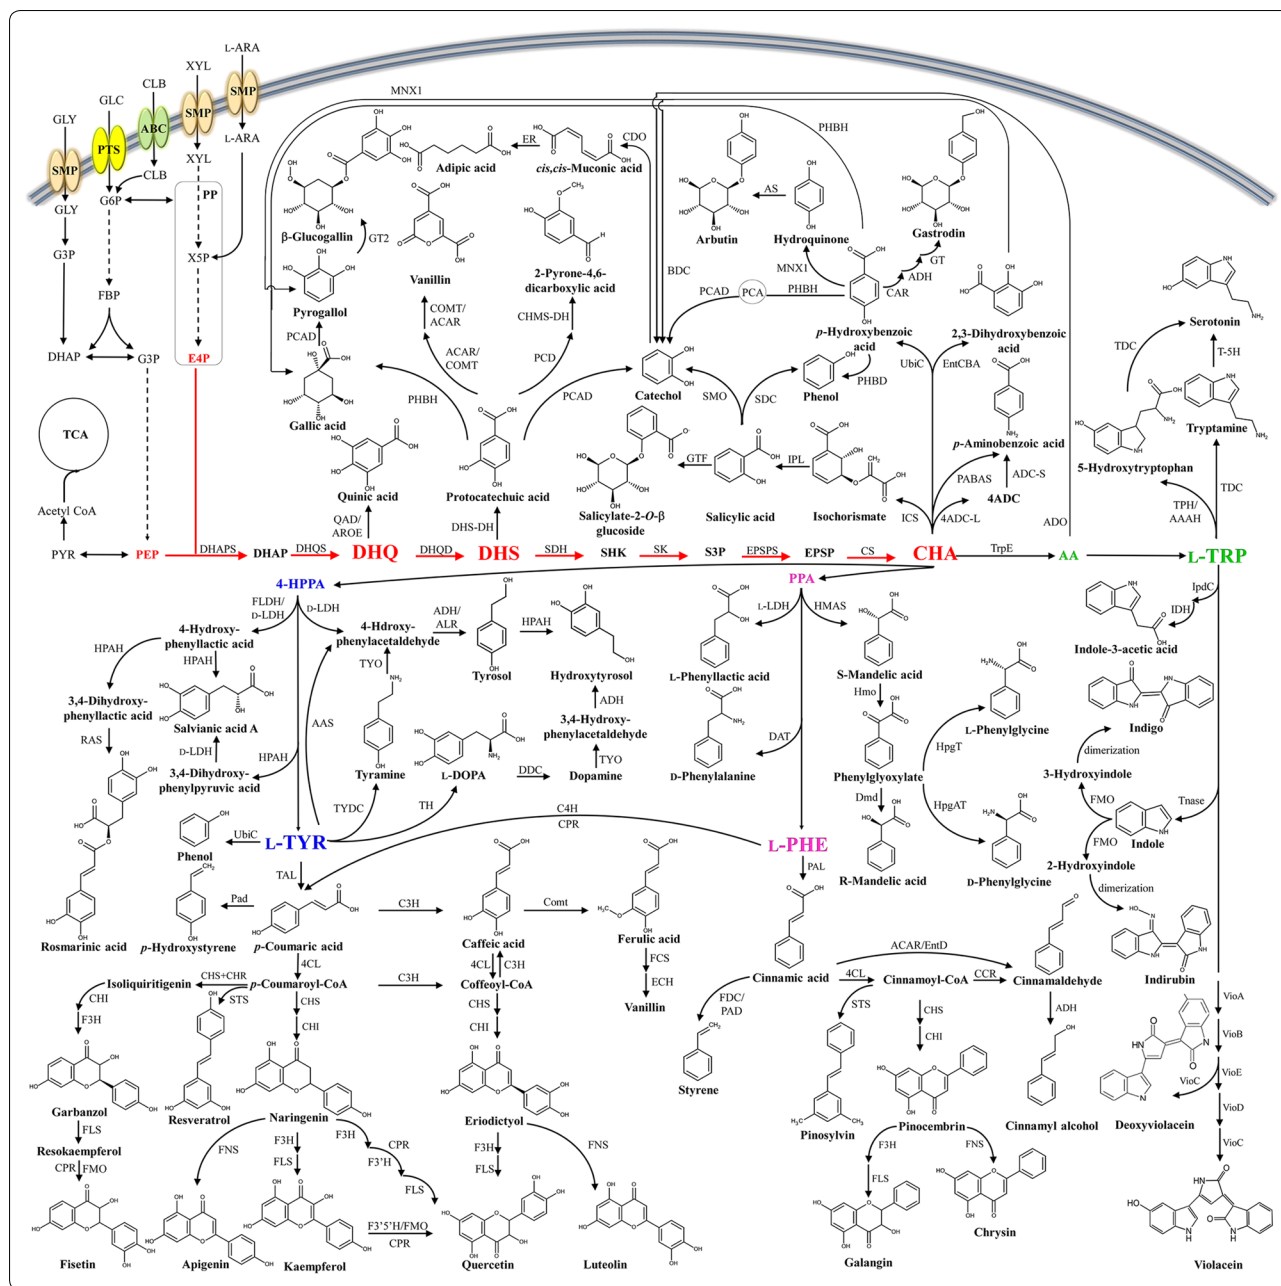 L-ARA
XYL
CLB
GLC
GLY
SMP
SMP
ABC
PTS
SMP
L-ARA
XYL
CLB
GLY
G6P
PP
G3P
X5P
FBP
DHAP
G3P
E4P
TCA
Acetyl CoA
PYR
PEP
MNX1
PHBH
β-Glucogallin
GT2
Pyrogallol
PCAD
Gallic acid
Adipic acid
ER
cis,cis-Muconic acid
CDO
Vanillin
2-Pyrone-4,6-
dicarboxylic acid
COMT/
ACAR
CHMS-DH
ACAR/
COMT
PCD
PHBH
PCAD
Quinic acid
Protocatechuic acid
QAD/
AROE
DHS-DH
BDC
PCAD
PCA
PHBH
Catechol
SMO
SDC
Phenol
PHBD
Arbutin
AS
Hydroquinone
MNX1
Gastrodin
GT
ADH
CAR
p-Hydroxybenzoic
acid
2,3-Dihydroxybenzoic
acid
UbiC
EntCBA
p-Aminobenzoic acid
PABAS
ADC-S
4ADC
4ADC-L
ICS
ADO
GTF
IPL
Salicylate-2-O-β
glucoside
Salicylic acid
Isochorismate
Serotonin
TDC
T-5H
Tryptamine
5-Hydroxytryptophan
TPH/
AAAH
TDC
DHAPS
DHAP
DHQS
DHQ
DHQD
DHS
SDH
SHK
SK
S3P
EPSPS
EPSP
CS
CHA
TrpE
AA
L-TRP
4-HPPA
PPA
FLDH/
D-LDH
D-LDH
4-Hydroxy-
phenyllactic acid
HPAH
HPAH
3,4-Dihydroxy-
phenyllactic acid
Salvianic acid A
RAS
D-LDH
HPAH
3,4-Dihydroxy-
phenylpyruvic acid
AAS
4-Hdroxy-
phenylacetaldehyde
ADH/
ALR
Tyrosol
HPAH
Hydroxytyrosol
TYO
ADH
Tyramine
L-DOPA
DDC
Dopamine
TYO
3,4-Hydroxy-
phenylacetaldehyde
TYDC
TH
L-TYR
UbiC
Phenol
TAL
C4H
CPR
L-LDH
HMAS
L-Phenyllactic acid
S-Mandelic acid
Hmo
DAT
D-Phenylalanine
Phenylglyoxylate
HpgT
L-Phenylglycine
HpgAT
D-Phenylglycine
Dmd
R-Mandelic acid
L-PHE
PAL
IpdC
IDH
Indole-3-acetic acid
Indigo
dimerization
3-Hydroxyindole
FMO
Tnase
Indole
FMO
2-Hydroxyindole
dimerization
Indirubin
Rosmarinic acid
Pad
p-Hydroxystyrene
p-Coumaric acid
C3H
Caffeic acid
Comt
Ferulic acid
4CL
4CL
C3H
FCS
ECH
Vanillin
Isoliquiritigenin
CHS+CHR
p-Coumaroyl-CoA
C3H
Coffeoyl-CoA
CHI
F3H
STS
CHS
CHI
CHS
CHI
Garbanzol
Resveratrol
Naringenin
Eriodictyol
FLS
Resokaempferol
CPR
FMO
FNS
F3H
FLS
F3H
CPR
F3'H
FLS
F3H
FLS
FNS
Fisetin
Apigenin
Kaempferol
F3'5'H/FMO
CPR
Quercetin
Luteolin
Cinnamic acid
ACAR/EntD
4CL
Cinnamoyl-CoA
CCR
Cinnamaldehyde
FDC/
PAD
STS
CHS
CHI
ADH
Styrene
Pinosylvin
Pinocembrin
Cinnamyl alcohol
F3H
FLS
FNS
Galangin
Chrysin
VioA
VioB
VioE
VioC
VioD
VioC
Deoxyviolacein
Violacein